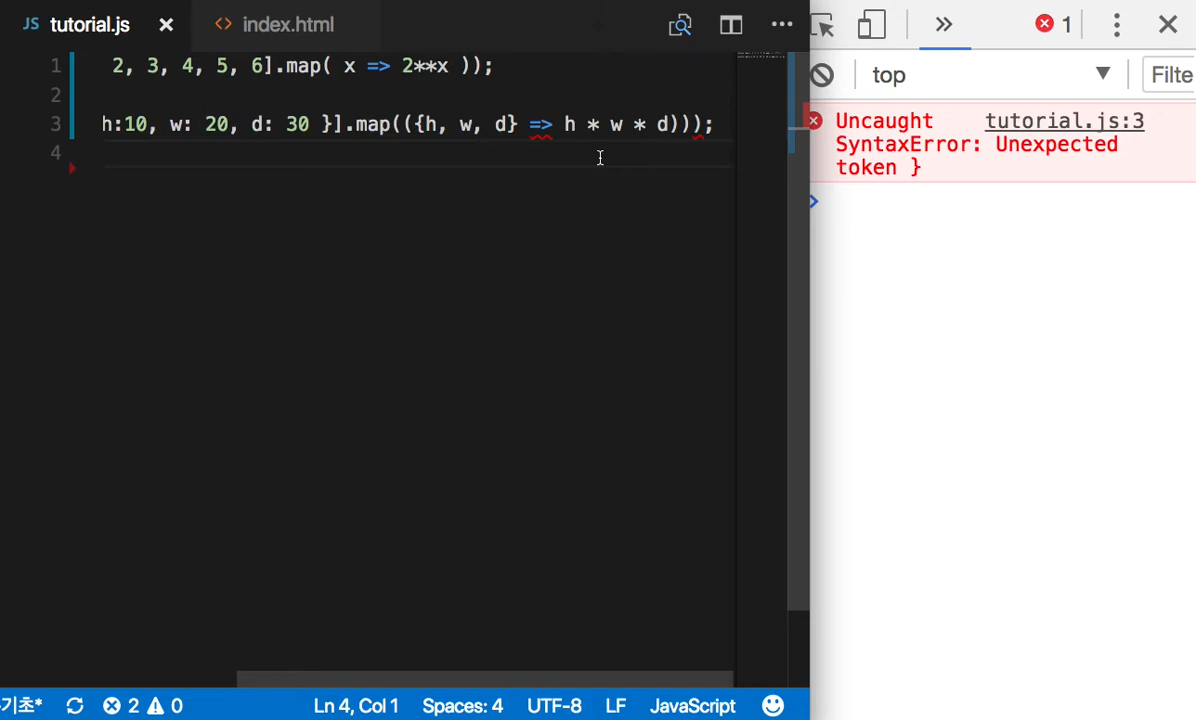 JS tutorial.js
<> index.html
1 2, 3, 4, 5, 6].map( x => 2**x ));
2
3 h:10, w: 20, d: 30 }].map(({h, w, d} => h * w * d)));
4
기초* 2 0 Ln 4, Col 1 Spaces: 4 UTF-8 LF JavaScript
1
top Filte
Uncaught tutorial.js:3
SyntaxError: Unexpected
token }